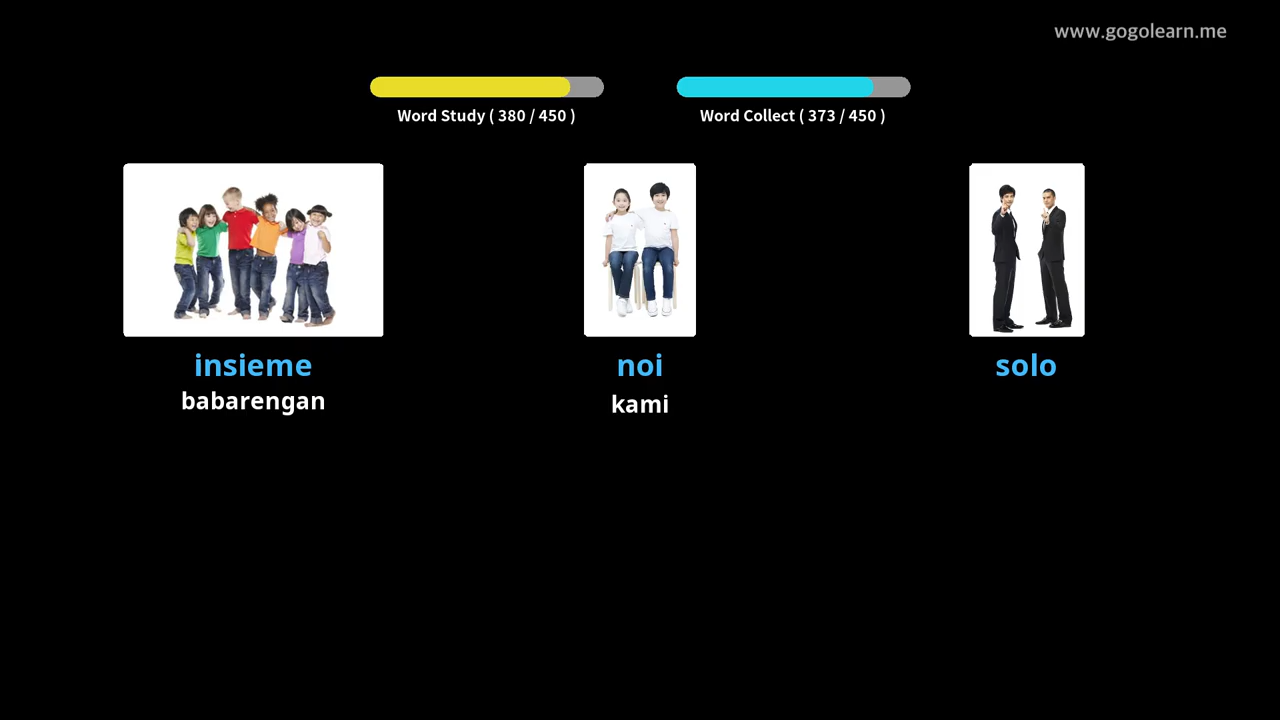 www.gogolearn.me
Word Study ( 380 / 450 )
Word Collect ( 373 / 450 )
insieme
babarengan
noi
kami
solo